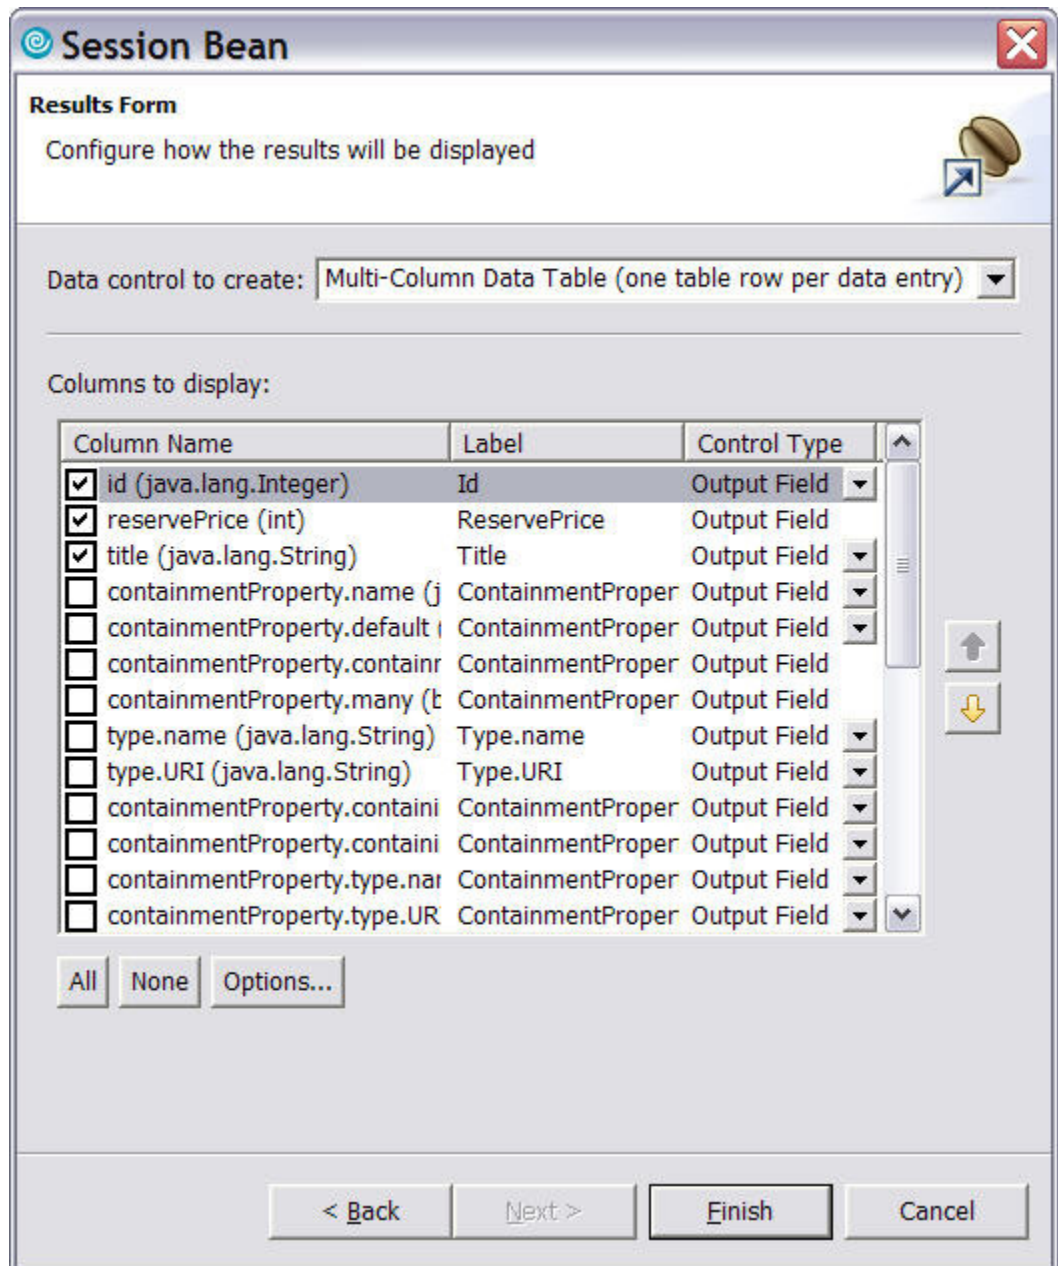 Session Bean
Results Form
Configure how the results will be displayed
Data control to create: Multi-Column Data Table (one table row per data entry)
Columns to display:
Column Name Label Control Type
id (java.lang.Integer) Id Output Field
reservePrice (int) ReservePrice Output Field
title (java.lang.String) Title Output Field
containmentProperty.name (j ContainmentProper Output Field
containmentProperty.default ( ContainmentProper Output Field
containmentProperty.contain ContainmentProper Output Field
containmentProperty.many (b ContainmentProper Output Field
type.name (java.lang.String) Type.name Output Field
type.URI (java.lang.String) Type.URI Output Field
containmentProperty.containi ContainmentProper Output Field
containmentProperty.containi ContainmentProper Output Field
containmentProperty.type.nar ContainmentProper Output Field
containmentProperty.type.UR ContainmentProper Output Field
All None Options...
< Back Next > Finish Cancel